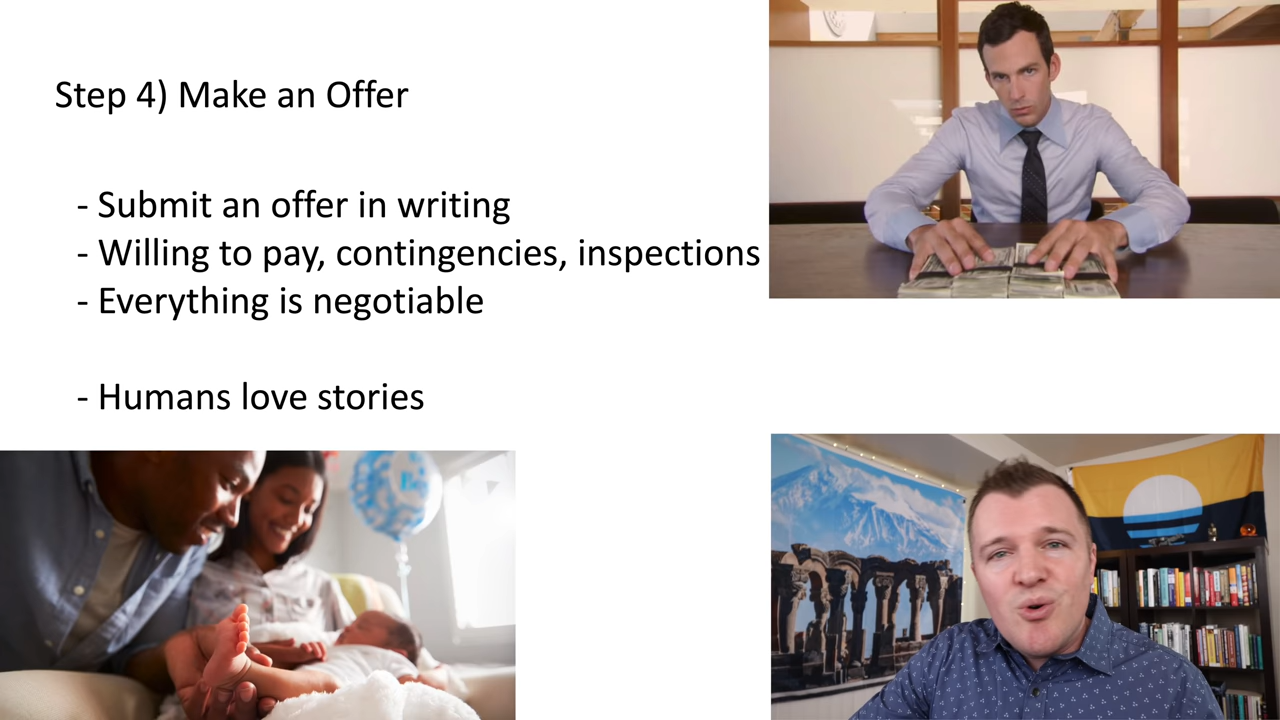 Step 4) Make an Offer
- Submit an offer in writing
- Willing to pay, contingencies, inspections
- Everything is negotiable
- Humans love stories